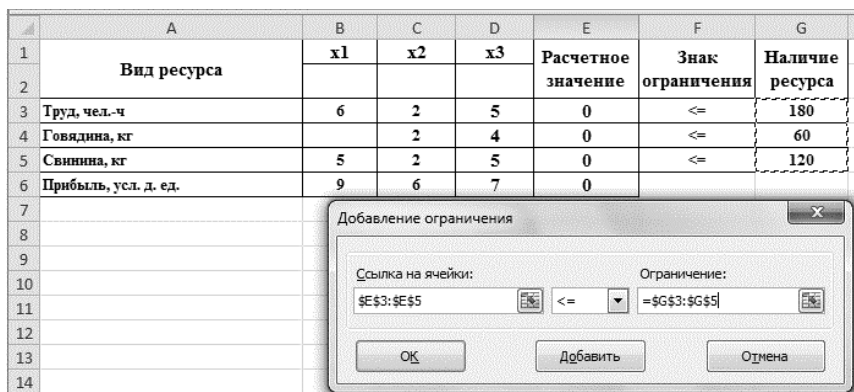 A B C D E F G
1 x1 x2 x3 Расчетное значение Знак ограничения Наличие ресурса
Вид ресурса
2
3 Труд, чел.-ч 6 2 5 0 <= 180
4 Говядина, кг 2 4 0 <= 60
5 Свинина, кг 5 2 5 0 <= 120
6 Прибыль, усл. д. ед. 9 6 7 0
7
8
9
10
11
12
13
14
Добавление ограничения
x
Ссылка на ячейки: Ограничение:
$E$3:$E$5 <= =$G$3:$G$5
OK Добавить Отмена